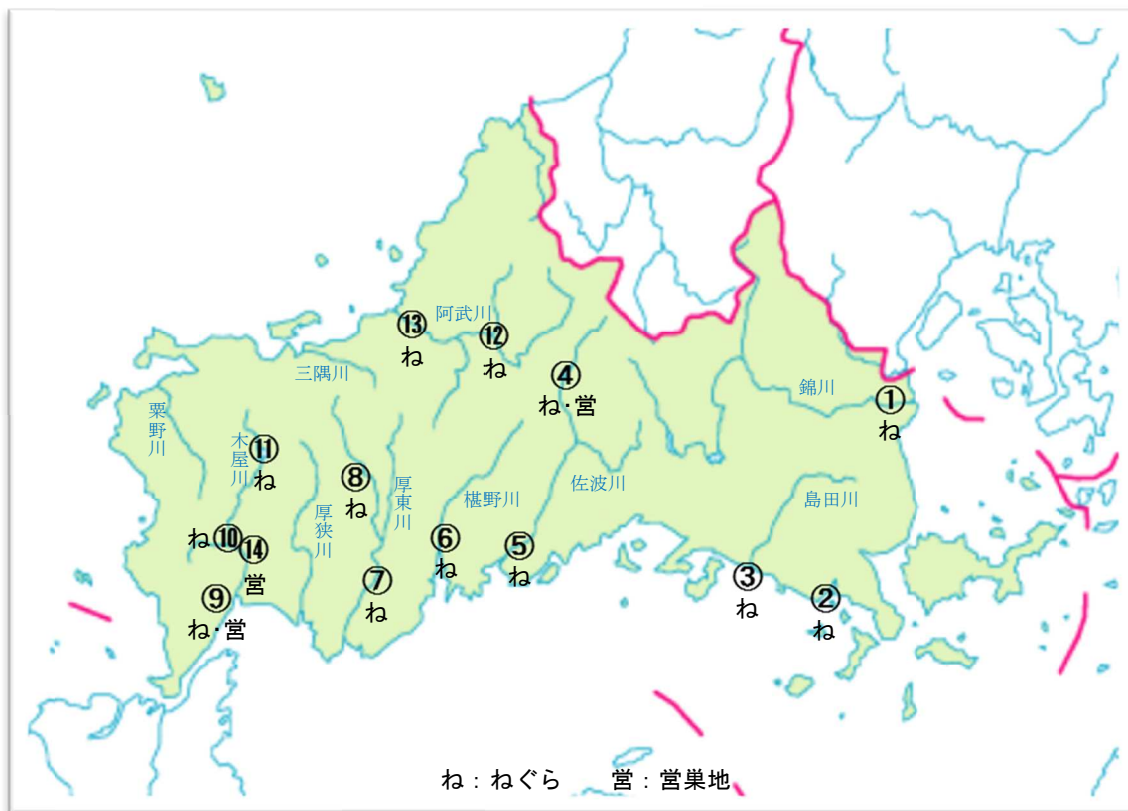 阿武川
⑬
ね
⑫
ね
三隅川
④
ね・営
錦川
①
ね
粟野川
木屋川
⑪
ね
⑧
ね
厚東川
椹野川
佐波川
島田川
厚狭川
ね⑩
⑭
営
⑥
ね
⑤
ね
⑨
ね・営
⑦
ね
③
ね
②
ね
ね：ねぐら　　営：営巣地